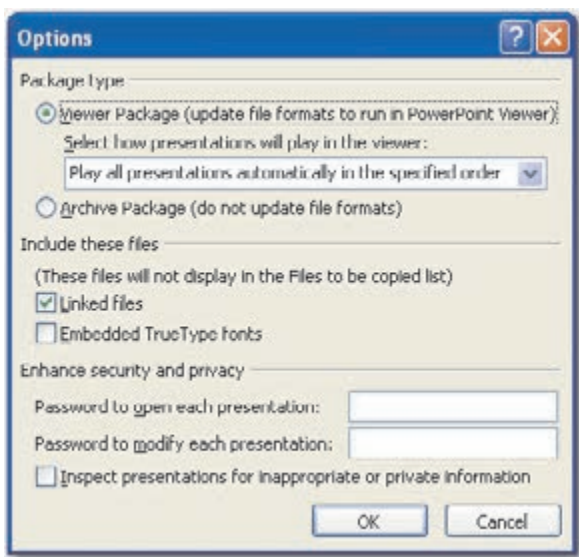 Options
Package type
Viewer Package (update file formats to run in PowerPoint Viewer)
Select how presentations will play in the viewer:
Play all presentations automatically in the specified order
Archive Package (do not update file formats)
Include these files
(These files will not display in the Files to be copied list)
Linked files
Embedded TrueType fonts
Enhance security and privacy
Password to open each presentation:
Password to modify each presentation:
Inspect presentations for inappropriate or private information
OK Cancel